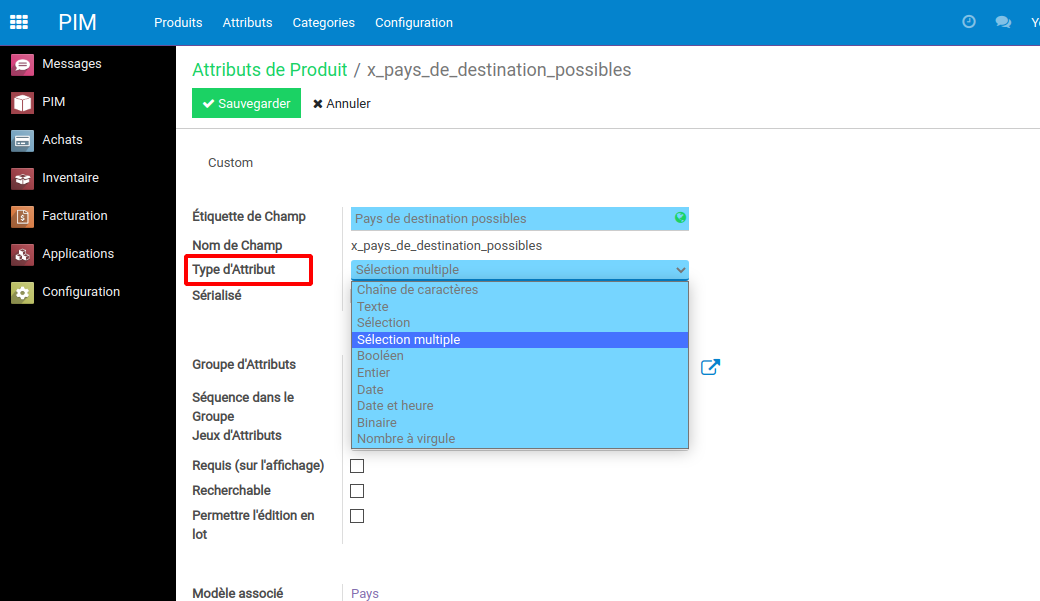 PIM Produits Attributs Categories Configuration
Messages
PIM
Achats
Inventaire
Facturation
Applications
Configuration
Attributs de Produit / x_pays_de_destination_possibles
Sauvegarder Annuler
Custom
Étiquette de Champ Pays de destination possibles
Nom de Champ x_pays_de_destination_possibles
Type d'Attribut Sélection multiple
Sérialisé
Chaîne de caractères
Texte
Sélection
Sélection multiple
Booléen
Entier
Date
Date et heure
Binaire
Nombre à virgule
Groupe d'Attributs
Séquence dans le
Groupe
Jeux d'Attributs
Requis (sur l'affichage)
Recherchable
Permettre l'édition en
lot
Modèle associé Pays